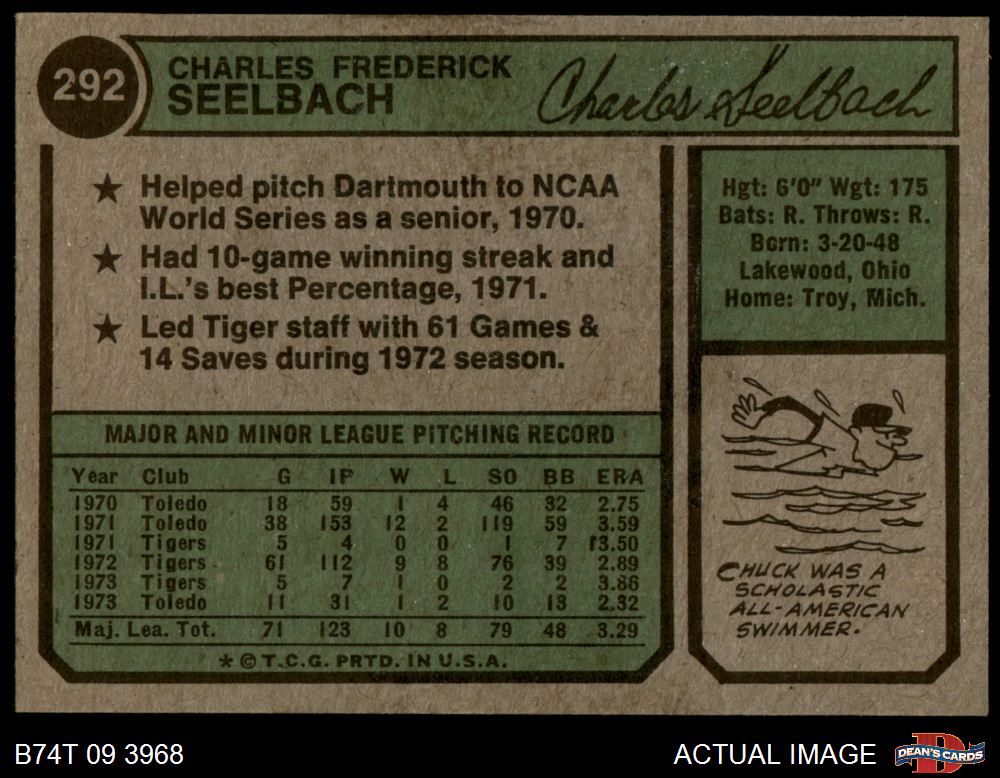 292
CHARLES FREDERICK
SEELBACH
Charles Seelbach
★ Helped pitch Dartmouth to NCAA
World Series as a senior, 1970.
★ Had 10-game winning streak and
I.L.'s best Percentage, 1971.
★ Led Tiger staff with 61 Games &
14 Saves during 1972 season.
Hgt: 6'0" Wgt: 175
Bats: R. Throws: R.
Born: 3-20-48
Lakewood, Ohio
Home: Troy, Mich.
MAJOR AND MINOR LEAGUE PITCHING RECORD
Year Club G IP W L SO BB ERA
1970 Toledo 18 59 1 4 46 32 2.75
1971 Toledo 38 153 12 2 119 59 3.59
1971 Tigers 5 4 0 0 1 7 13.50
1972 Tigers 61 112 9 8 76 39 2.89
1973 Tigers 5 7 1 0 2 2 3.86
1973 Toledo 11 31 1 2 10 13 2.32
Maj. Lea. Tot. 71 123 10 8 79 48 3.29
* © T.C.G. PRTD. IN U.S.A.
CHUCK WAS A
SCHOLASTIC
ALL-AMERICAN
SWIMMER.
B74T 09 3968
ACTUAL IMAGE
D
DEAN'S CARDS